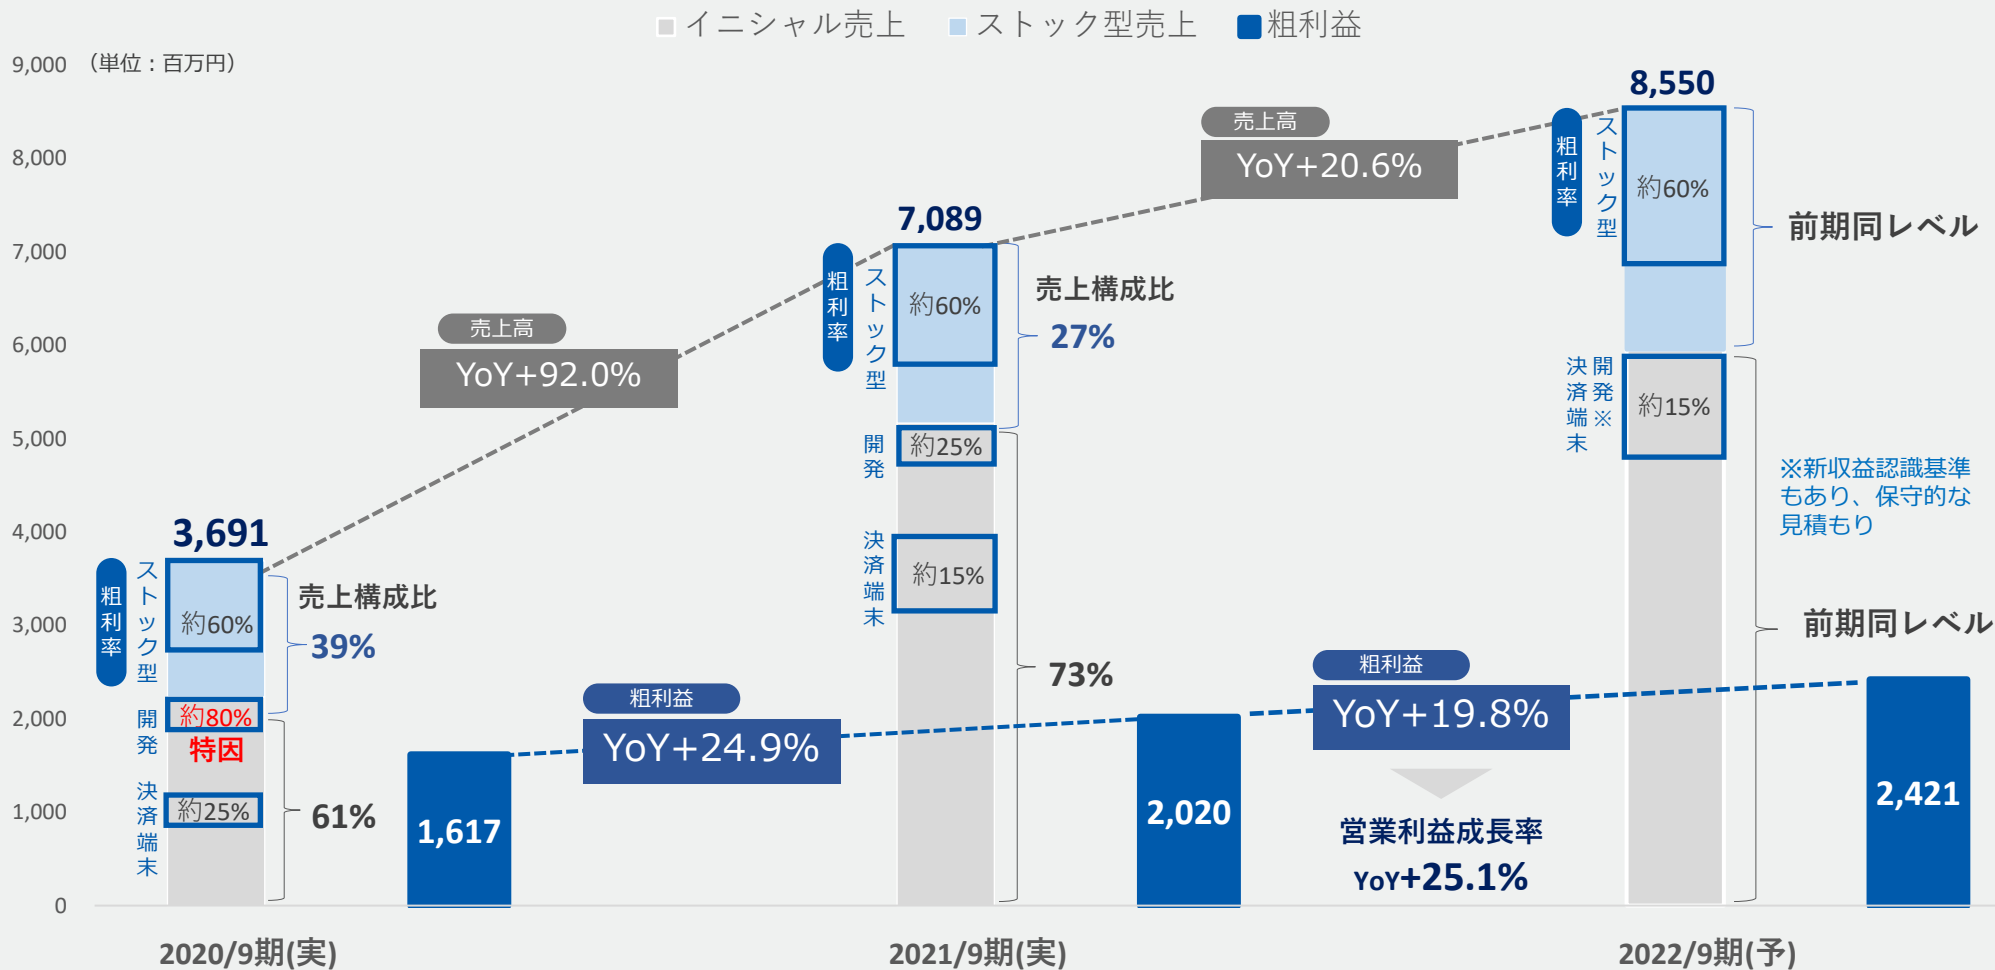 イニシャル売上 ストック型売上 粗利益
（単位：百万円）
9,000
8,000
7,000
6,000
5,000
4,000
3,000
2,000
1,000
0
3,691
粗利率
ストック型
約60%
売上構成比
39%
開発
約80%
特因
決済端末
約25%
61%
1,617
2020/9期(実)
売上高
YoY+92.0%
粗利益
YoY+24.9%
7,089
粗利率
ストック型
約60%
売上構成比
27%
開発
約25%
決済端末
約15%
73%
2,020
2021/9期(実)
売上高
YoY+20.6%
粗利益
YoY+19.8%
営業利益成長率
YoY+25.1%
8,550
粗利率
ストック型
約60%
前期同レベル
開発※
決済端末
約15%
※新収益認識基準
もあり、保守的な
見積もり
前期同レベル
2,421
2022/9期(予)